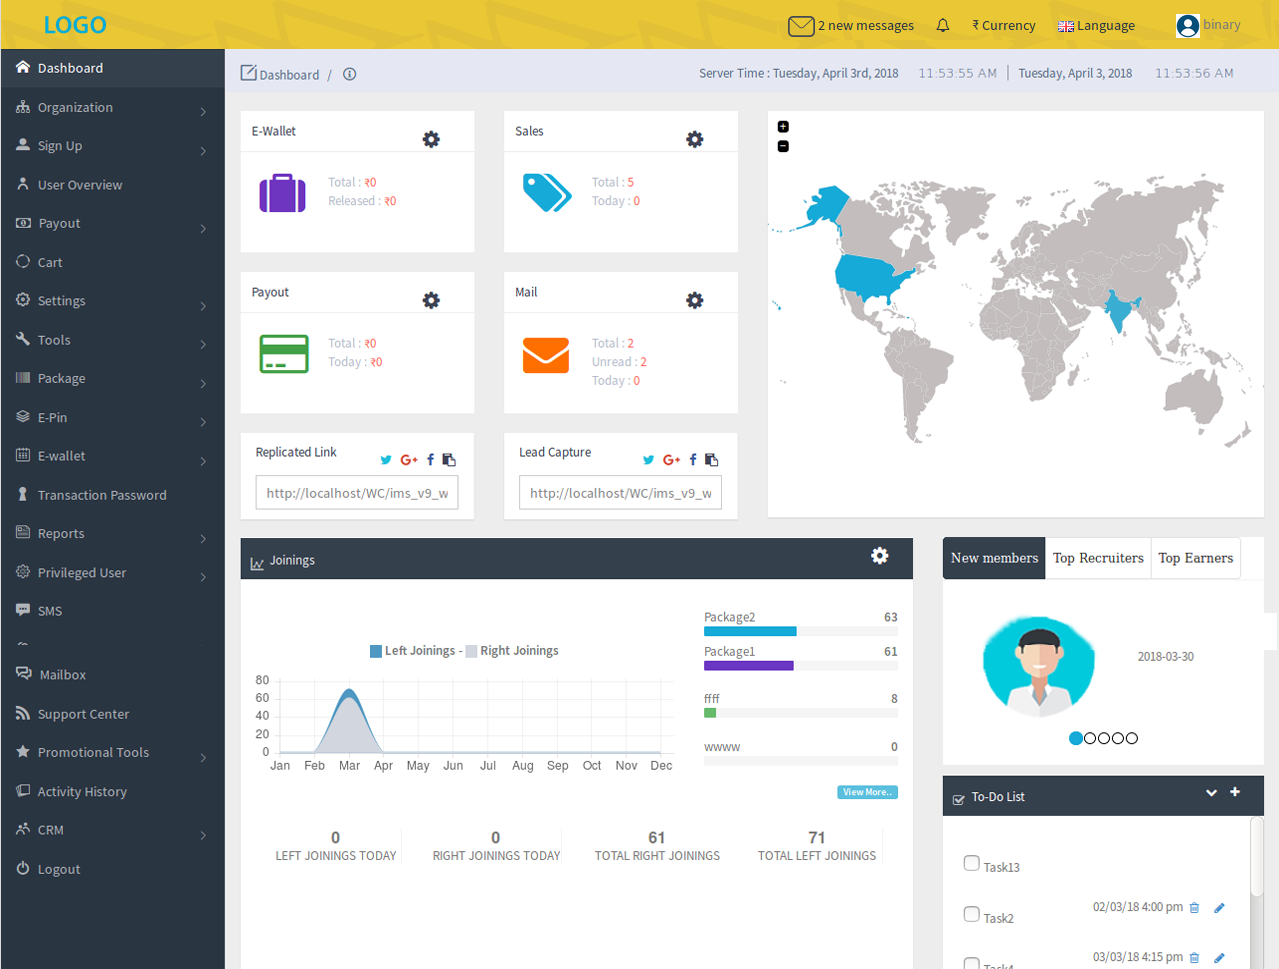 LOGO
2 new messages
₹ Currency
Language
binary
Dashboard
Organization
Sign Up
User Overview
Payout
Cart
Settings
Tools
Package
E-Pin
E-wallet
Transaction Password
Reports
Privileged User
SMS
Mailbox
Support Center
Promotional Tools
Activity History
CRM
Logout
Dashboard /
Server Time : Tuesday, April 3rd, 2018 11:53:55 AM
Tuesday, April 3, 2018 11:53:56 AM
E-Wallet
Total : ₹0
Released : ₹0
Sales
Total : 5
Today : 0
Payout
Total : ₹0
Today : ₹0
Mail
Total : 2
Unread : 2
Today : 0
Replicated Link
G+ f
http://localhost/WC/ims_v9_w
Lead Capture
G+ f
http://localhost/WC/ims_v9_w
+
−
Joinings
Left Joinings - Right Joinings
80
60
40
20
0
Jan Feb Mar Apr May Jun Jul Aug Sep Oct Nov Dec
Package2 63
Package1 61
ffff 8
wwww 0
View More..
0
LEFT JOININGS TODAY
0
RIGHT JOININGS TODAY
61
TOTAL RIGHT JOININGS
71
TOTAL LEFT JOININGS
New members
Top Recruiters
Top Earners
2018-03-30
To-Do List
Task13
Task2
02/03/18 4:00 pm
Task4
03/03/18 4:15 pm